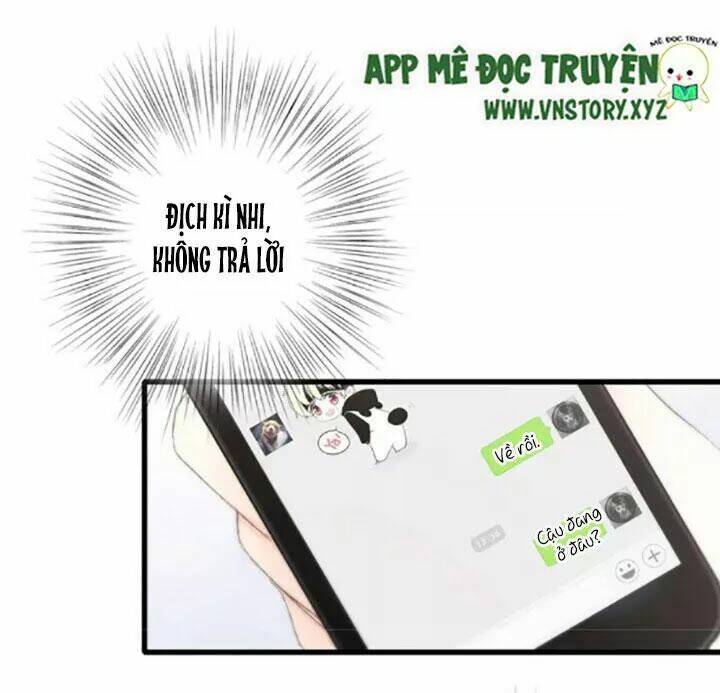 MÊ ĐỌC TRUYỆN
APP MÊ ĐỌC TRUYỆN
WWW.VNSTORY.XYZ
ĐỊCH KÌ NHI,
KHÔNG TRẢ LỜI
Về rồi.
Cậu đang
ở đâu?